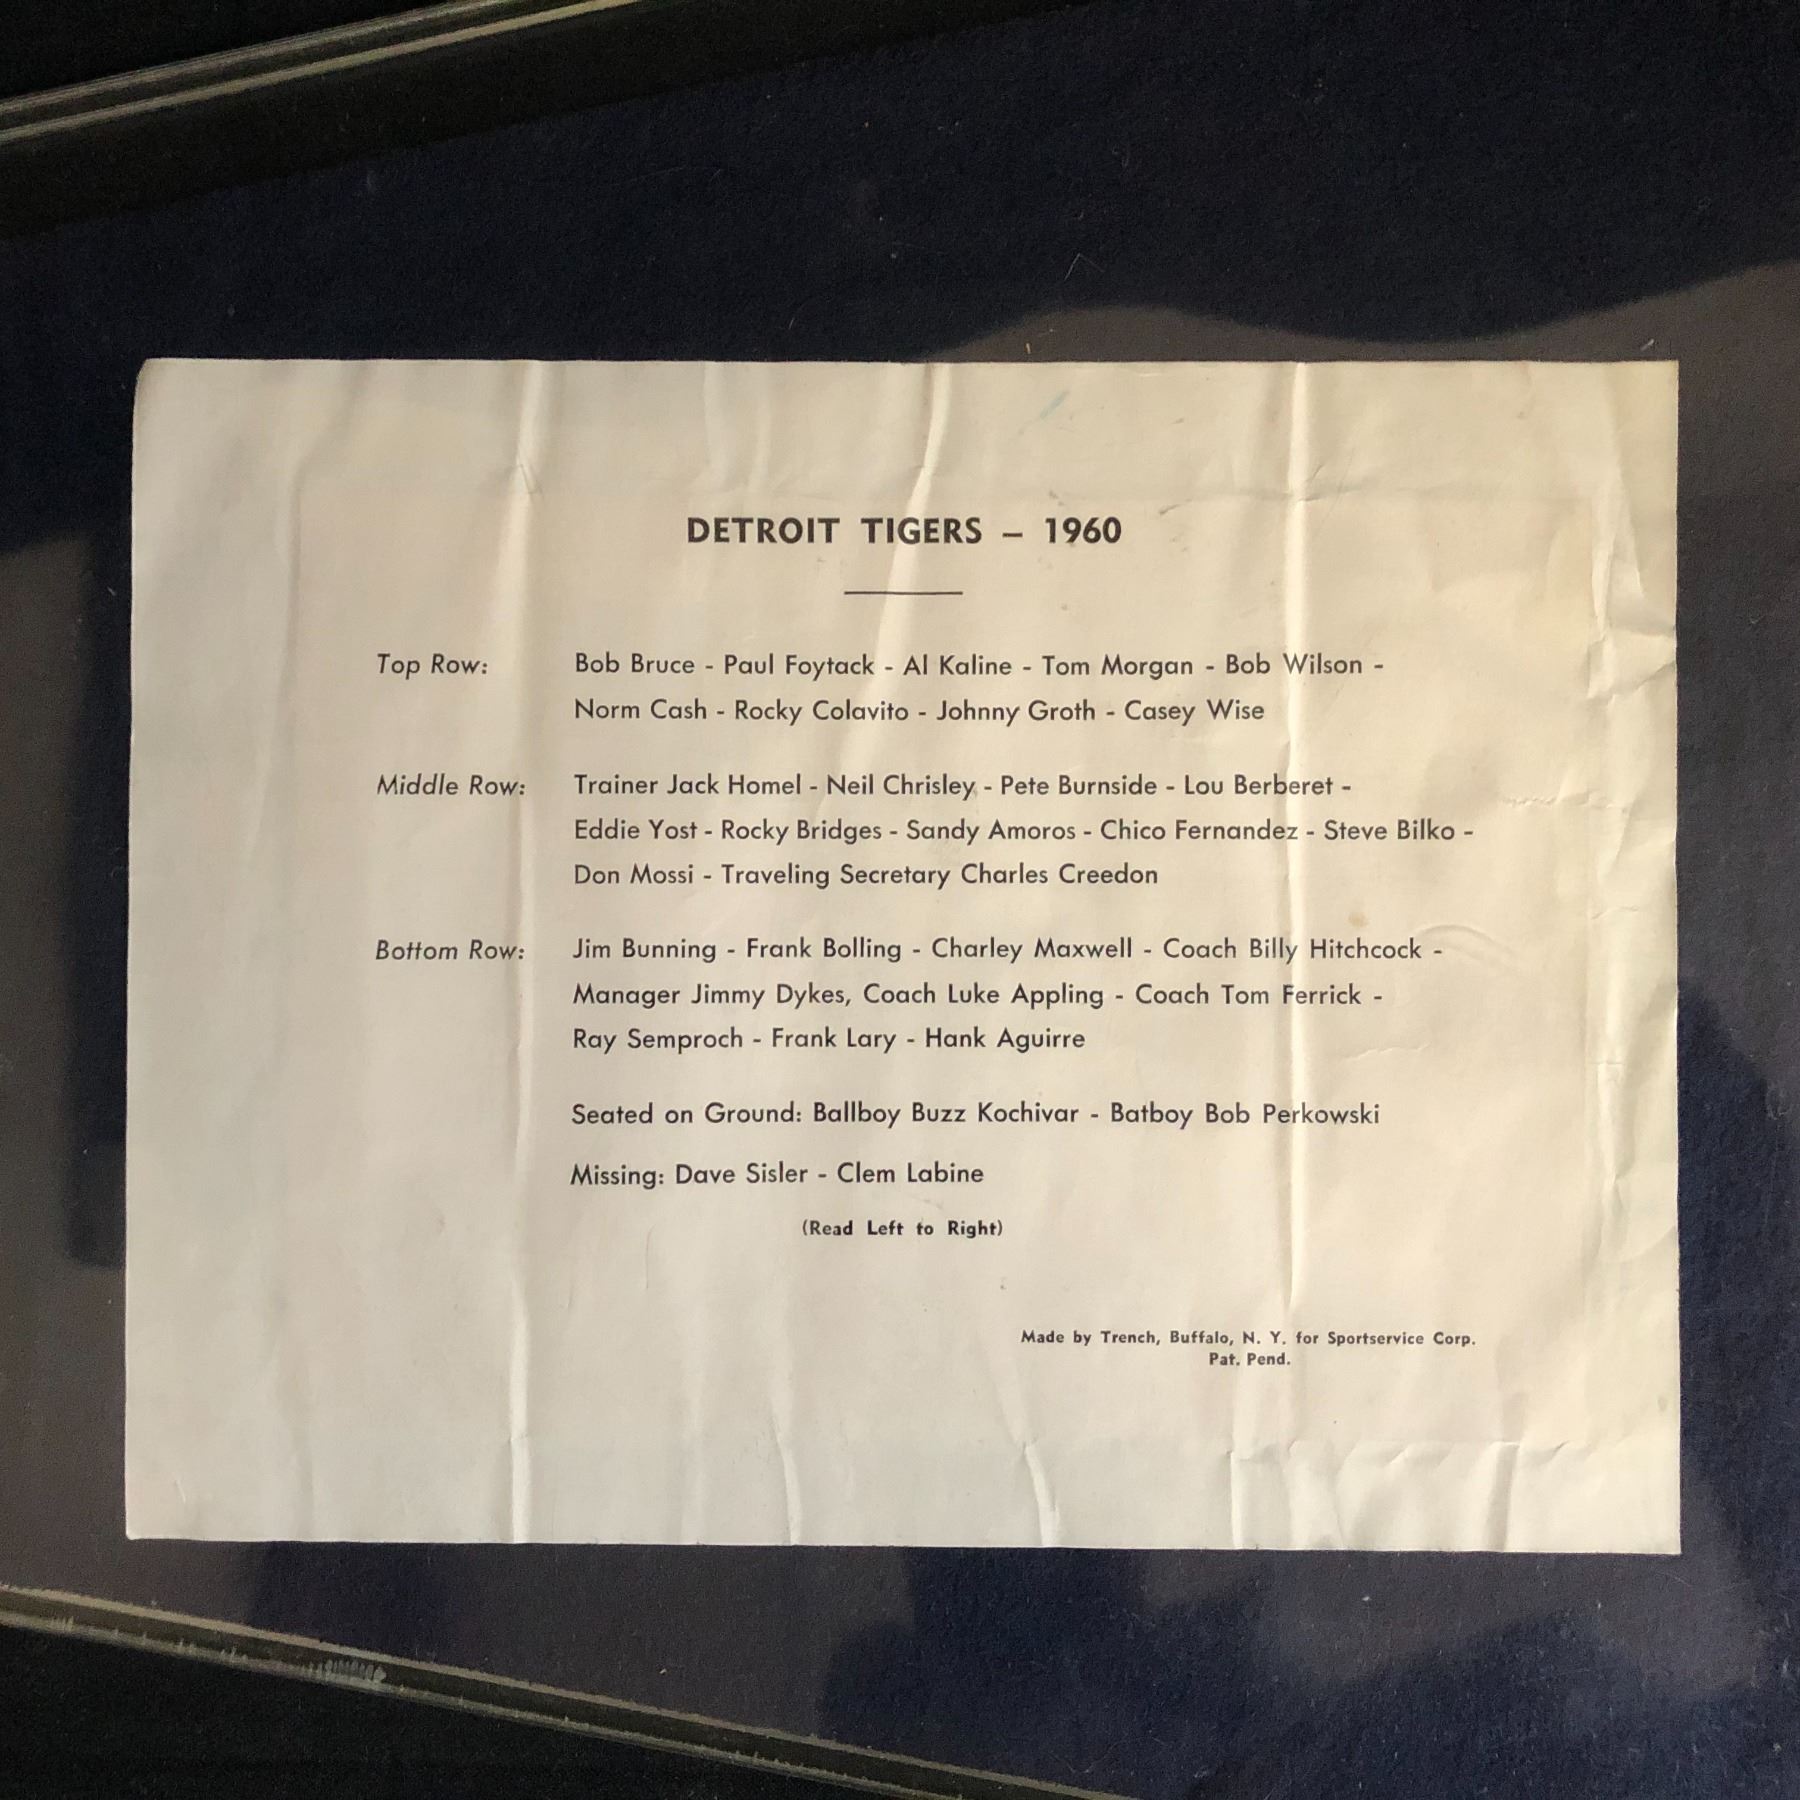 DETROIT TIGERS – 1960
Top Row: Bob Bruce - Paul Foytack - Al Kaline - Tom Morgan - Bob Wilson -
Norm Cash - Rocky Colavito - Johnny Groth - Casey Wise
Middle Row: Trainer Jack Homel - Neil Chrisley - Pete Burnside - Lou Berberet -
Eddie Yost - Rocky Bridges - Sandy Amoros - Chico Fernandez - Steve Bilko -
Don Mossi - Traveling Secretary Charles Creedon
Bottom Row: Jim Bunning - Frank Bolling - Charley Maxwell - Coach Billy Hitchcock -
Manager Jimmy Dykes, Coach Luke Appling - Coach Tom Ferrick -
Ray Semproch - Frank Lary - Hank Aguirre
Seated on Ground: Ballboy Buzz Kochivar - Batboy Bob Perkowski
Missing: Dave Sisler - Clem Labine
(Read Left to Right)
Made by Trench, Buffalo, N. Y. for Sportservice Corp.
Pat. Pend.